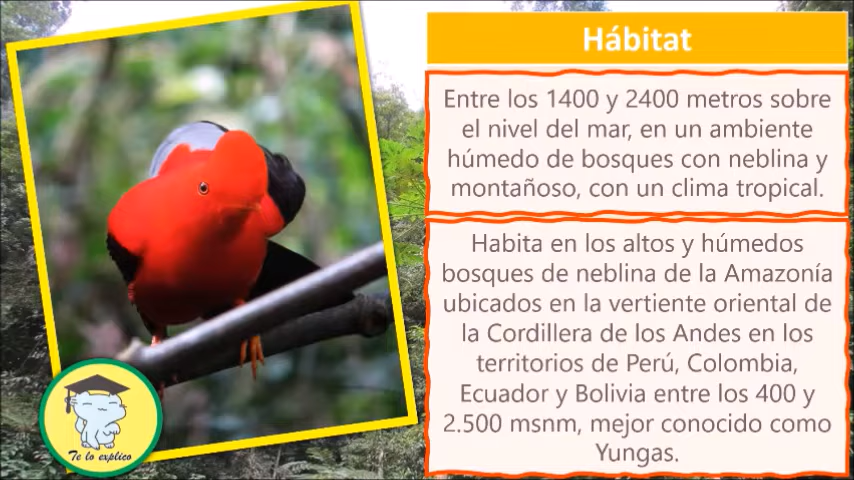 Hábitat
Entre los 1400 y 2400 metros sobre
el nivel del mar, en un ambiente
húmedo de bosques con neblina y
montañoso, con un clima tropical.
Habita en los altos y húmedos
bosques de neblina de la Amazonía
ubicados en la vertiente oriental de
la Cordillera de los Andes en los
territorios de Perú, Colombia,
Ecuador y Bolivia entre los 400 y
2.500 msnm, mejor conocido como
Yungas.
Te lo explico